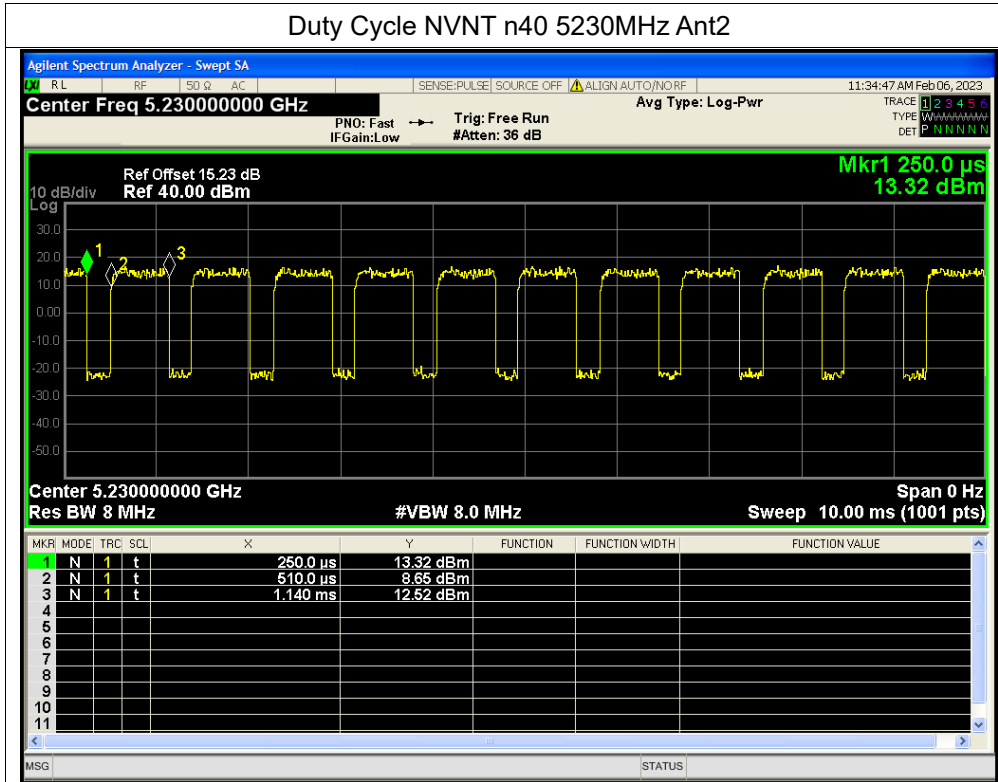 Duty Cycle NVNT n40 5230MHz Ant2
Agilent Spectrum Analyzer - Swept SA
LXI RL RF 50 Ω AC SENSE:PULSE SOURCE OFF ALIGN AUTO/NORF 11:34:47 AM Feb 06, 2023
Center Freq 5.230000000 GHz Avg Type: Log-Pwr TRACE 1 2 3 4 5 6
PNO: Fast Trig: Free Run TYPE WWWWWW
IFGain:Low #Atten: 36 dB DET P N N N N N
Mkr1 250.0 µs
Ref Offset 15.23 dB
10 dB/div Ref 40.00 dBm 13.32 dBm
Log
30.0
20.0
10.0
0.00
-10.0
-20.0
-30.0
-40.0
-50.0
1
2
3
Center 5.230000000 GHz Span 0 Hz
Res BW 8 MHz #VBW 8.0 MHz Sweep 10.00 ms (1001 pts)
MKR MODE TRC SCL X Y FUNCTION FUNCTION WIDTH FUNCTION VALUE
1 N 1 t 250.0 µs 13.32 dBm
2 N 1 t 510.0 µs 8.65 dBm
3 N 1 t 1.140 ms 12.52 dBm
4
5
6
7
8
9
10
11
MSG STATUS